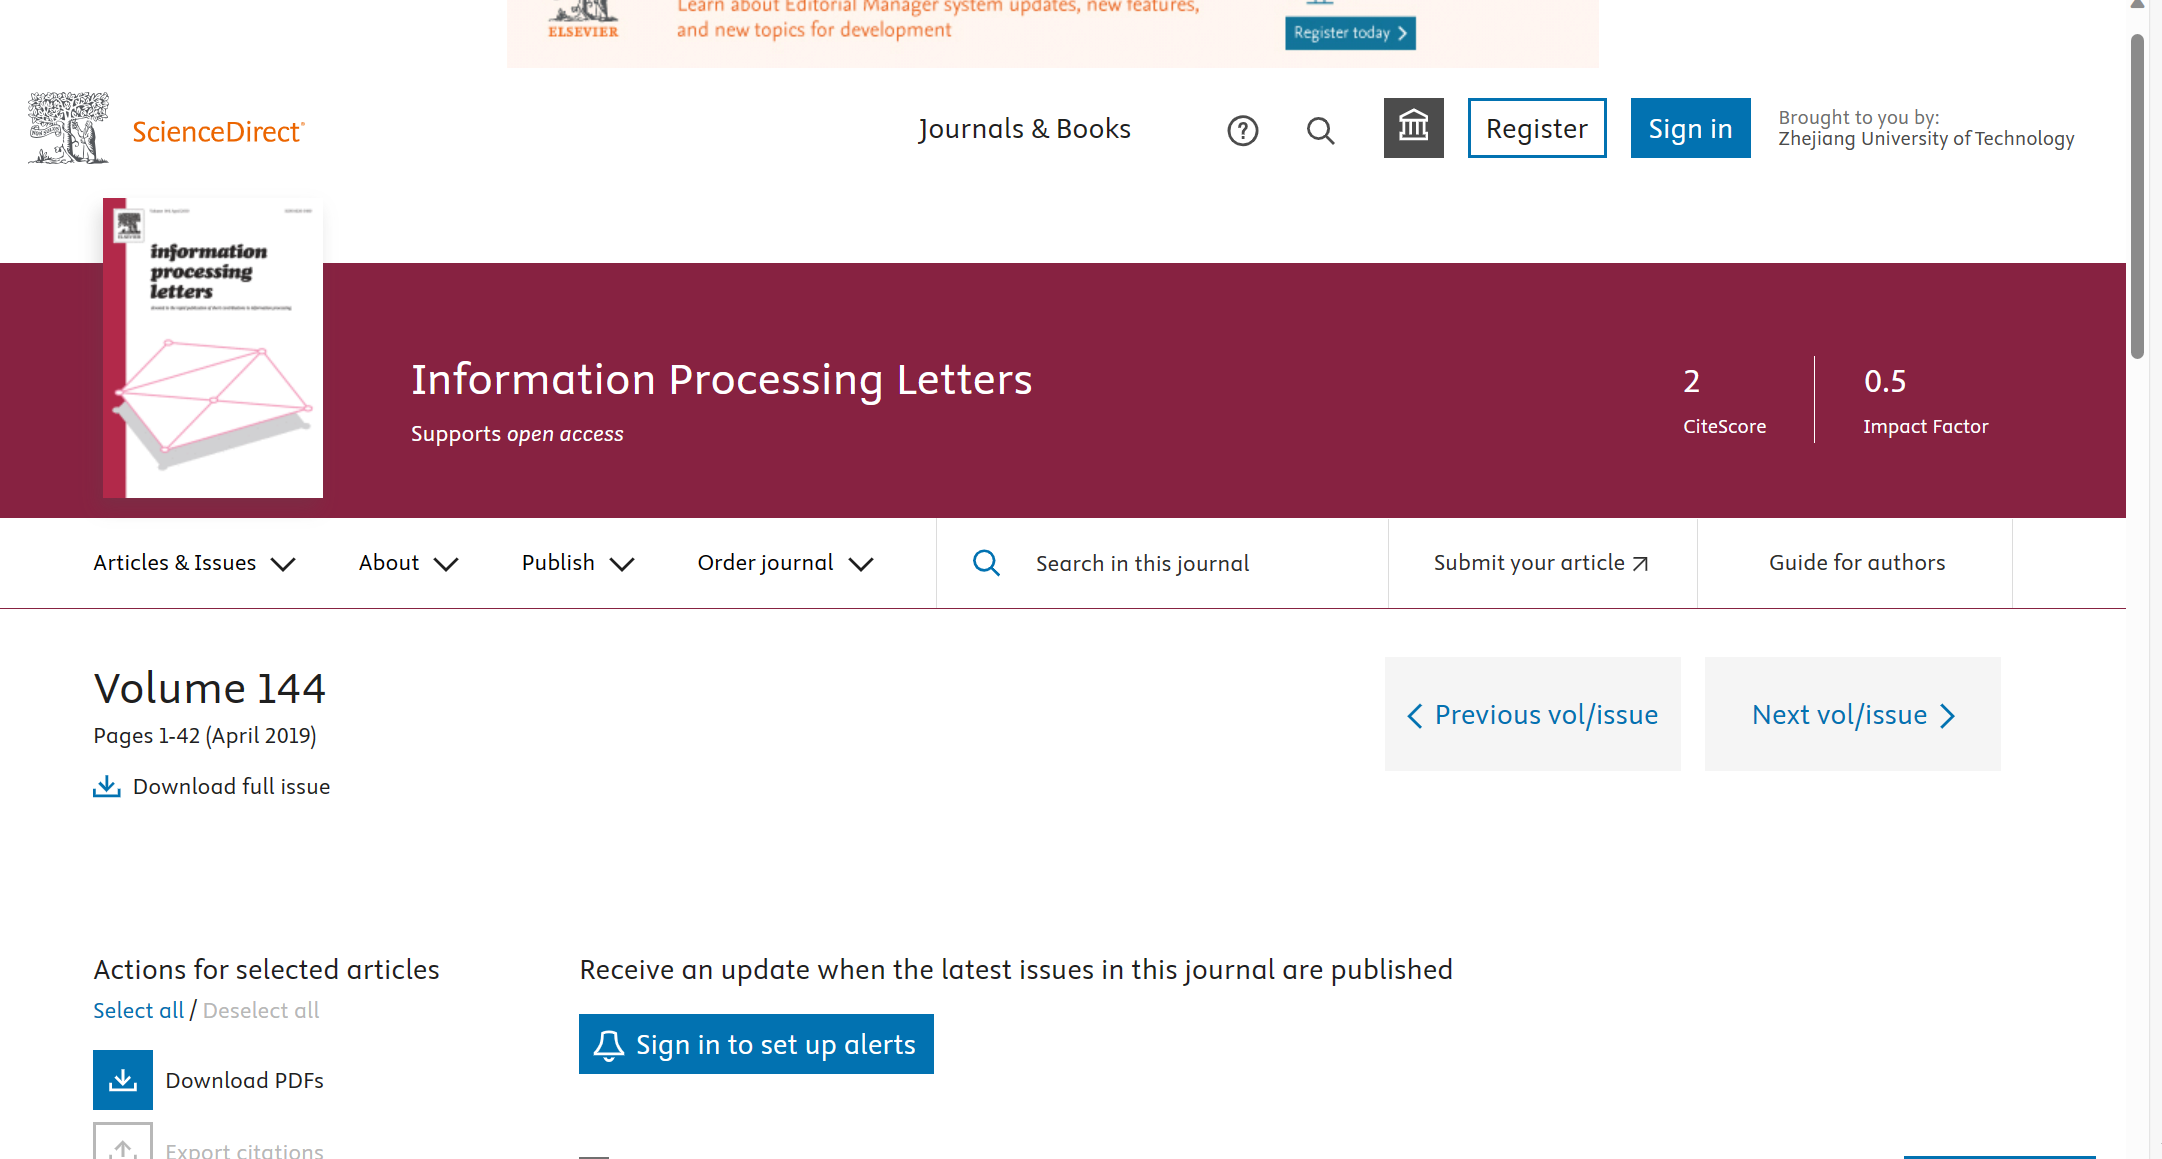 Learn about Editorial Manager system updates, new features,
and new topics for development
ELSEVIER
Register today
ScienceDirect
Journals & Books
Register
Sign in
Brought to you by:
Zhejiang University of Technology
ELSEVIER
information
processing
letters
Information Processing Letters
Supports open access
2
CiteScore
0.5
Impact Factor
Articles & Issues
About
Publish
Order journal
Search in this journal
Submit your article
Guide for authors
Volume 144
Pages 1-42 (April 2019)
Download full issue
Previous vol/issue
Next vol/issue
Actions for selected articles
Select all / Deselect all
Download PDFs
Export citations
Receive an update when the latest issues in this journal are published
Sign in to set up alerts